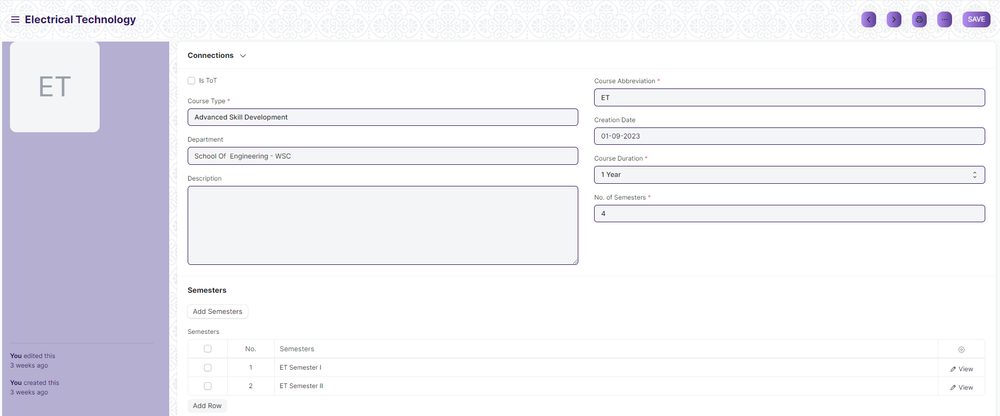 Electrical Technology
SAVE
ET
You edited this
3 weeks ago
You created this
3 weeks ago
Connections
Is ToT
Course Type *
Advanced Skill Development
Department
School Of  Engineering - WSC
Description
Course Abbreviation *
ET
Creation Date
01-09-2023
Course Duration *
1 Year
No. of Semesters *
4
Semesters
Add Semesters
Semesters
No. Semesters
1 ET Semester I View
2 ET Semester II View
Add Row